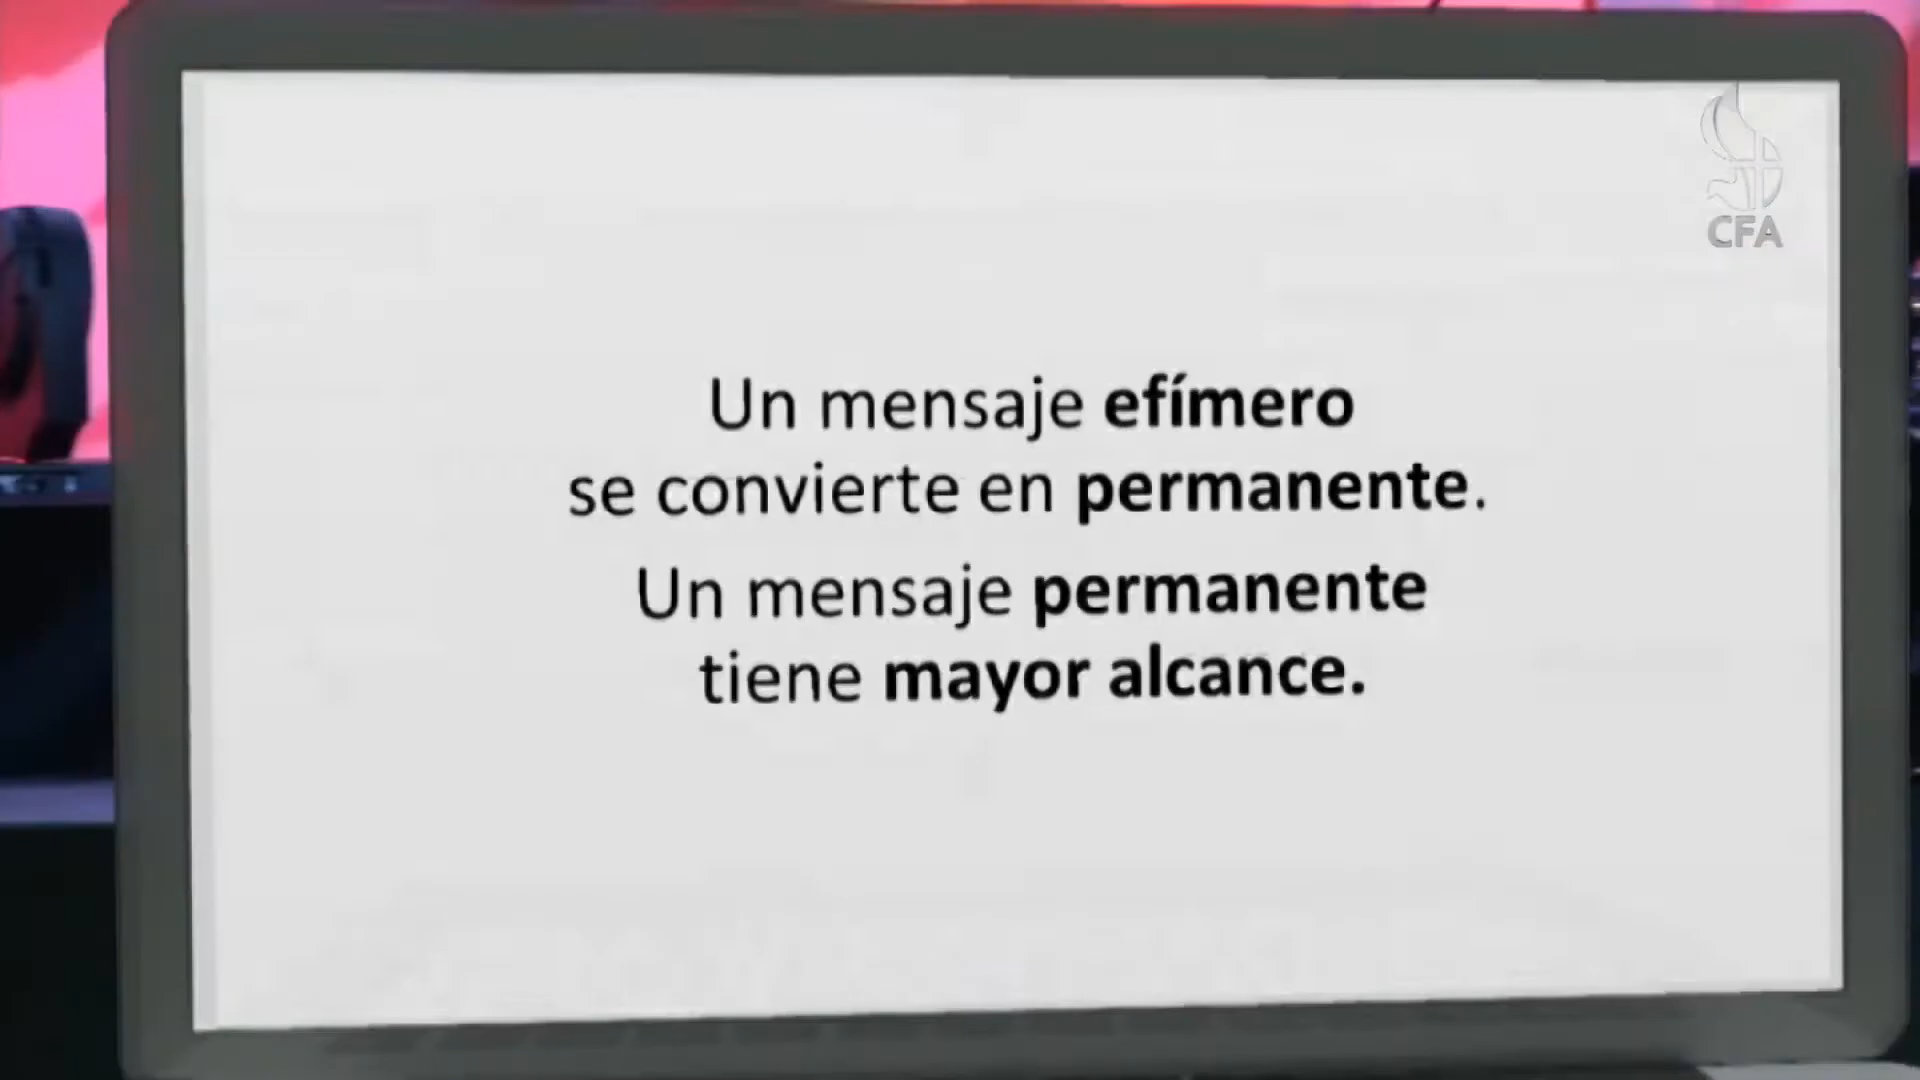 CFA
Un mensaje efímero
se convierte en permanente.
Un mensaje permanente
tiene mayor alcance.